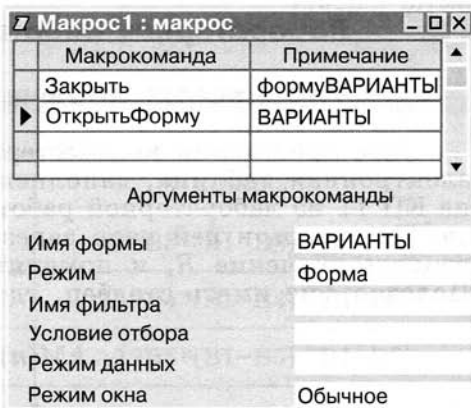 Макрос1 : макрос
Макрокоманда Примечание
Закрыть формуВАРИАНТЫ
ОткрытьФорму ВАРИАНТЫ
Аргументы макрокоманды
Имя формы ВАРИАНТЫ
Режим Форма
Имя фильтра
Условие отбора
Режим данных
Режим окна Обычное